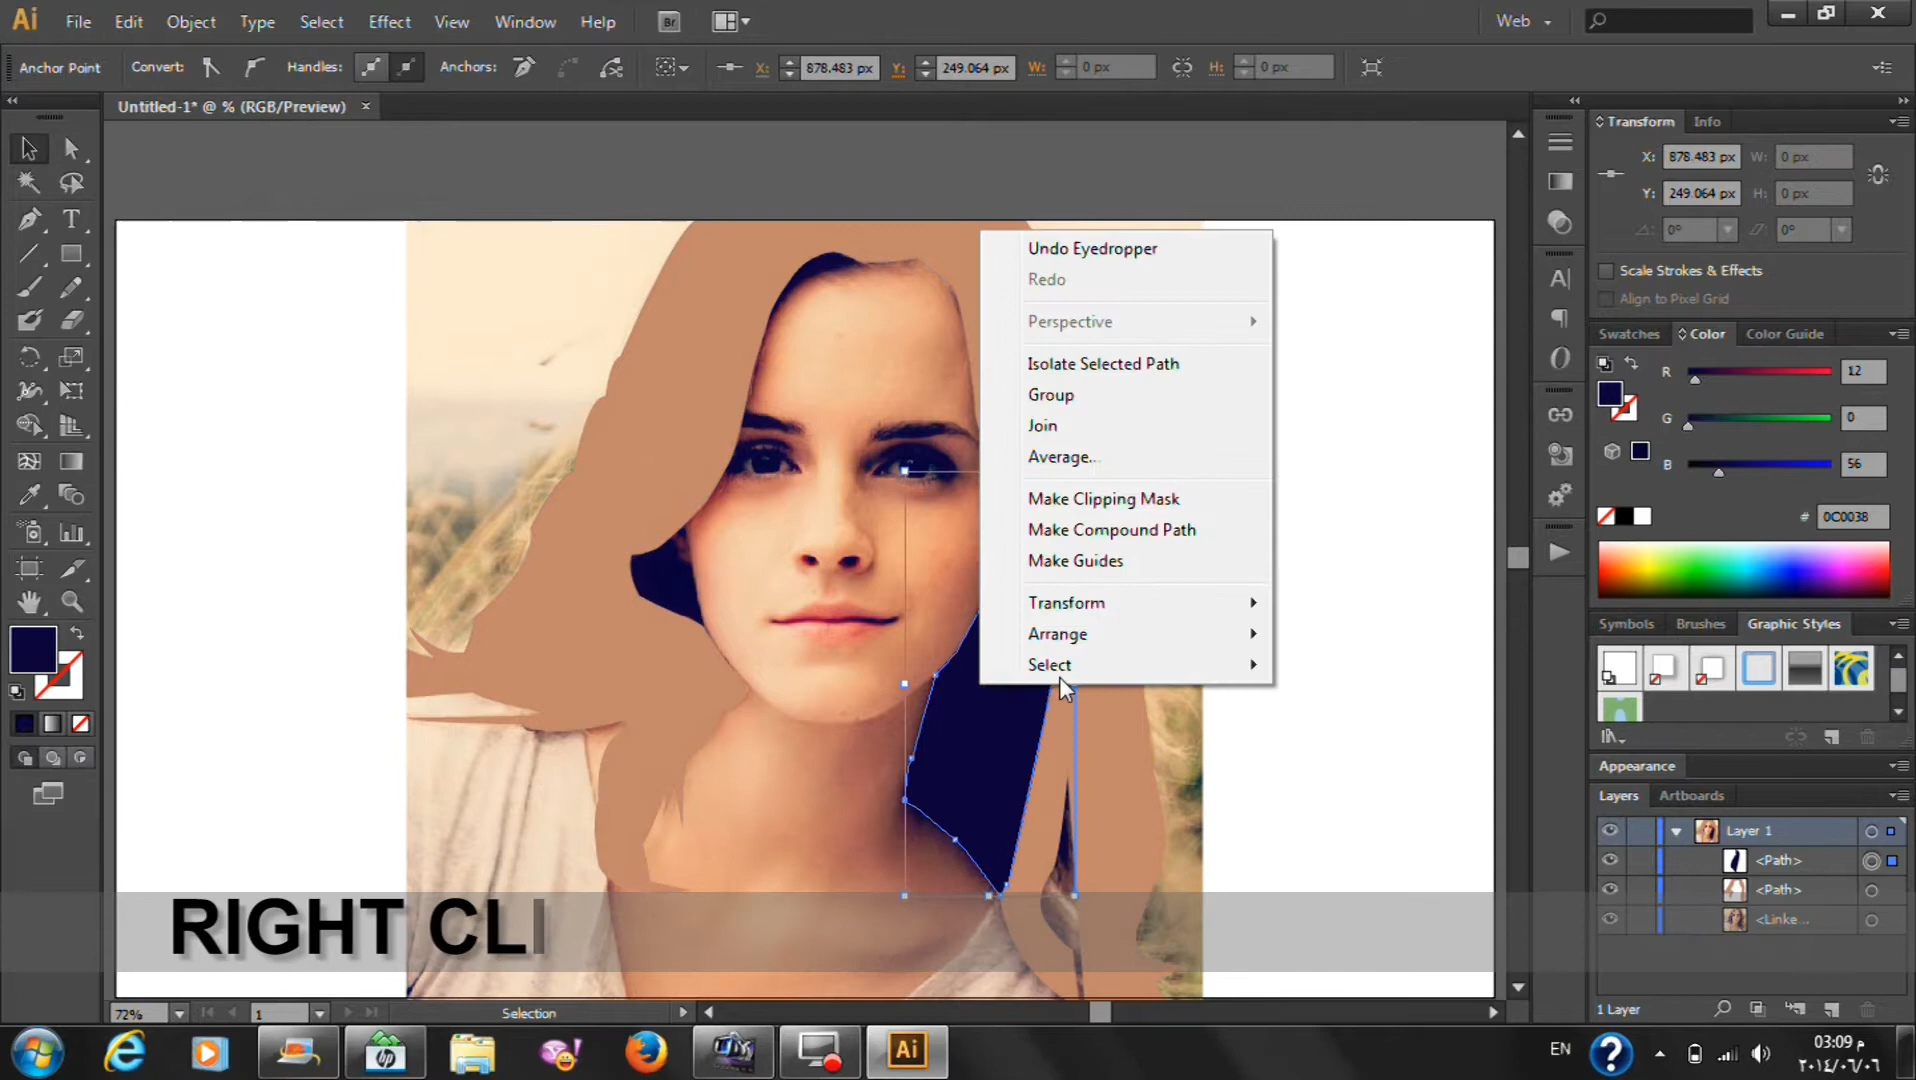 Ai File Edit Object Type Select Effect View Window Help Br Web
Anchor Point Convert: Handles: Anchors: X: 878.483 px Y: 249.064 px W: 0 px H: 0 px
Untitled-1* @ % (RGB/Preview)
Transform Info
X: 878.483 px W: 0 px
Y: 249.064 px H: 0 px
0° 0°
Scale Strokes & Effects
Align to Pixel Grid
Swatches Color Color Guide
R 12
G 0
B 56
# 0C0038
Symbols Brushes Graphic Styles
Appearance
Layers Artboards
Layer 1
<Path>
<Path>
<Linke...
1 Layer
Undo Eyedropper
Redo
Perspective
Isolate Selected Path
Group
Join
Average...
Make Clipping Mask
Make Compound Path
Make Guides
Transform
Arrange
Select
RIGHT CLI
72% 1 Selection
hp Ai EN ? 03:09 م
٢٠١٤/٠٦/٠٦